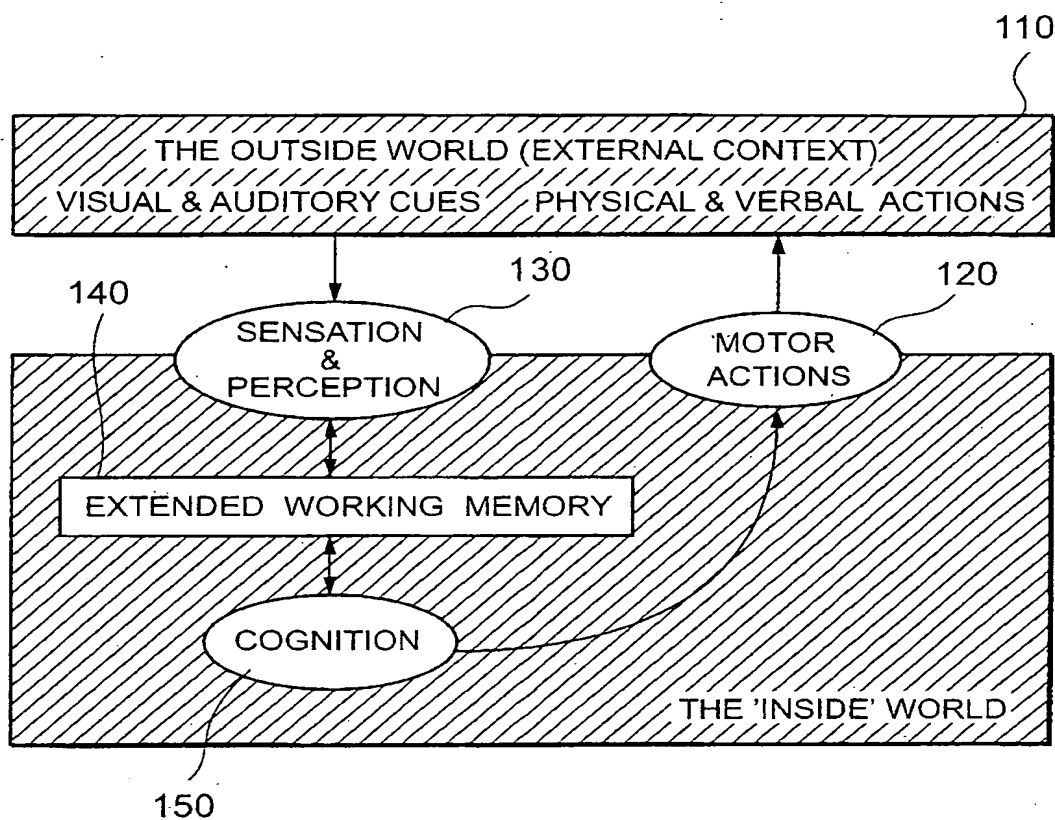 110
THE OUTSIDE WORLD (EXTERNAL CONTEXT)
VISUAL & AUDITORY CUES PHYSICAL & VERBAL ACTIONS
130
120
140
SENSATION
&
PERCEPTION
MOTOR
ACTIONS
EXTENDED WORKING MEMORY
COGNITION
THE 'INSIDE' WORLD
150